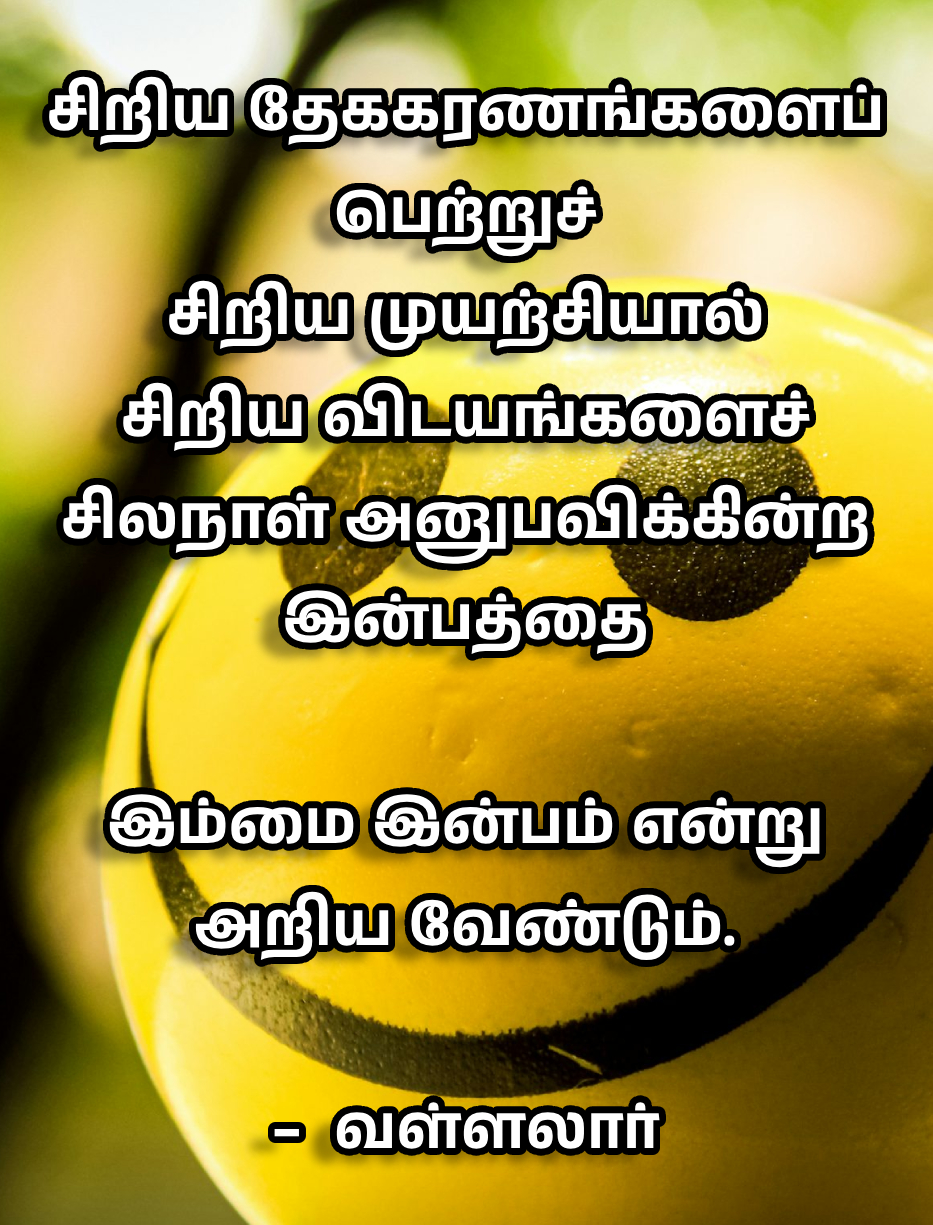 சிறிய தேககரணங்களைப்
பெற்றுச்
சிறிய முயற்சியால்
சிறிய விடயங்களைச்
சிலநாள் அனுபவிக்கின்ற
இன்பத்தை
இம்மை இன்பம் என்று
அறிய வேண்டும்.
- வள்ளலார்